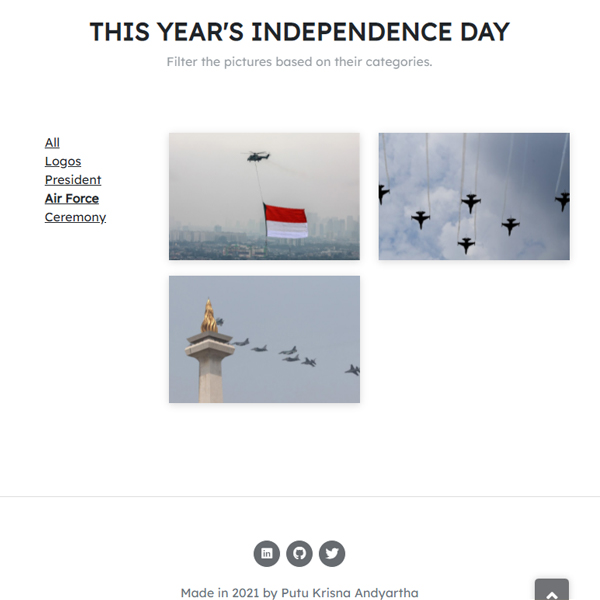 THIS YEAR'S INDEPENDENCE DAY
Filter the pictures based on their categories.
All
Logos
President
Air Force
Ceremony
Made in 2021 by Putu Krisna Andyartha